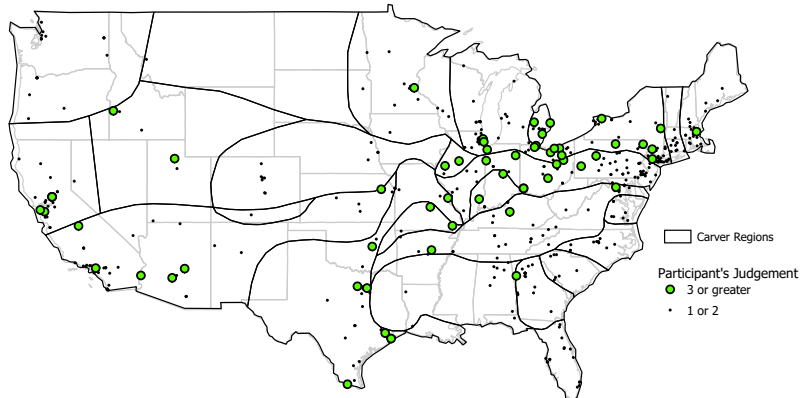 Carver Regions
Participant's Judgement
3 or greater
1 or 2